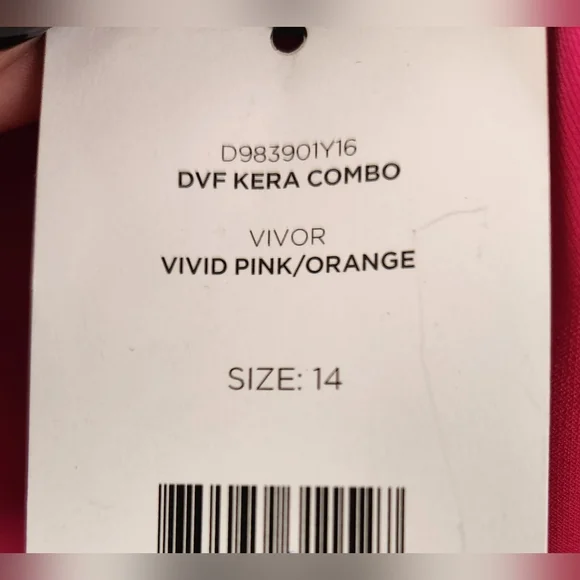 D983901Y16
DVF KERA COMBO
VIVOR
VIVID PINK/ORANGE
SIZE: 14